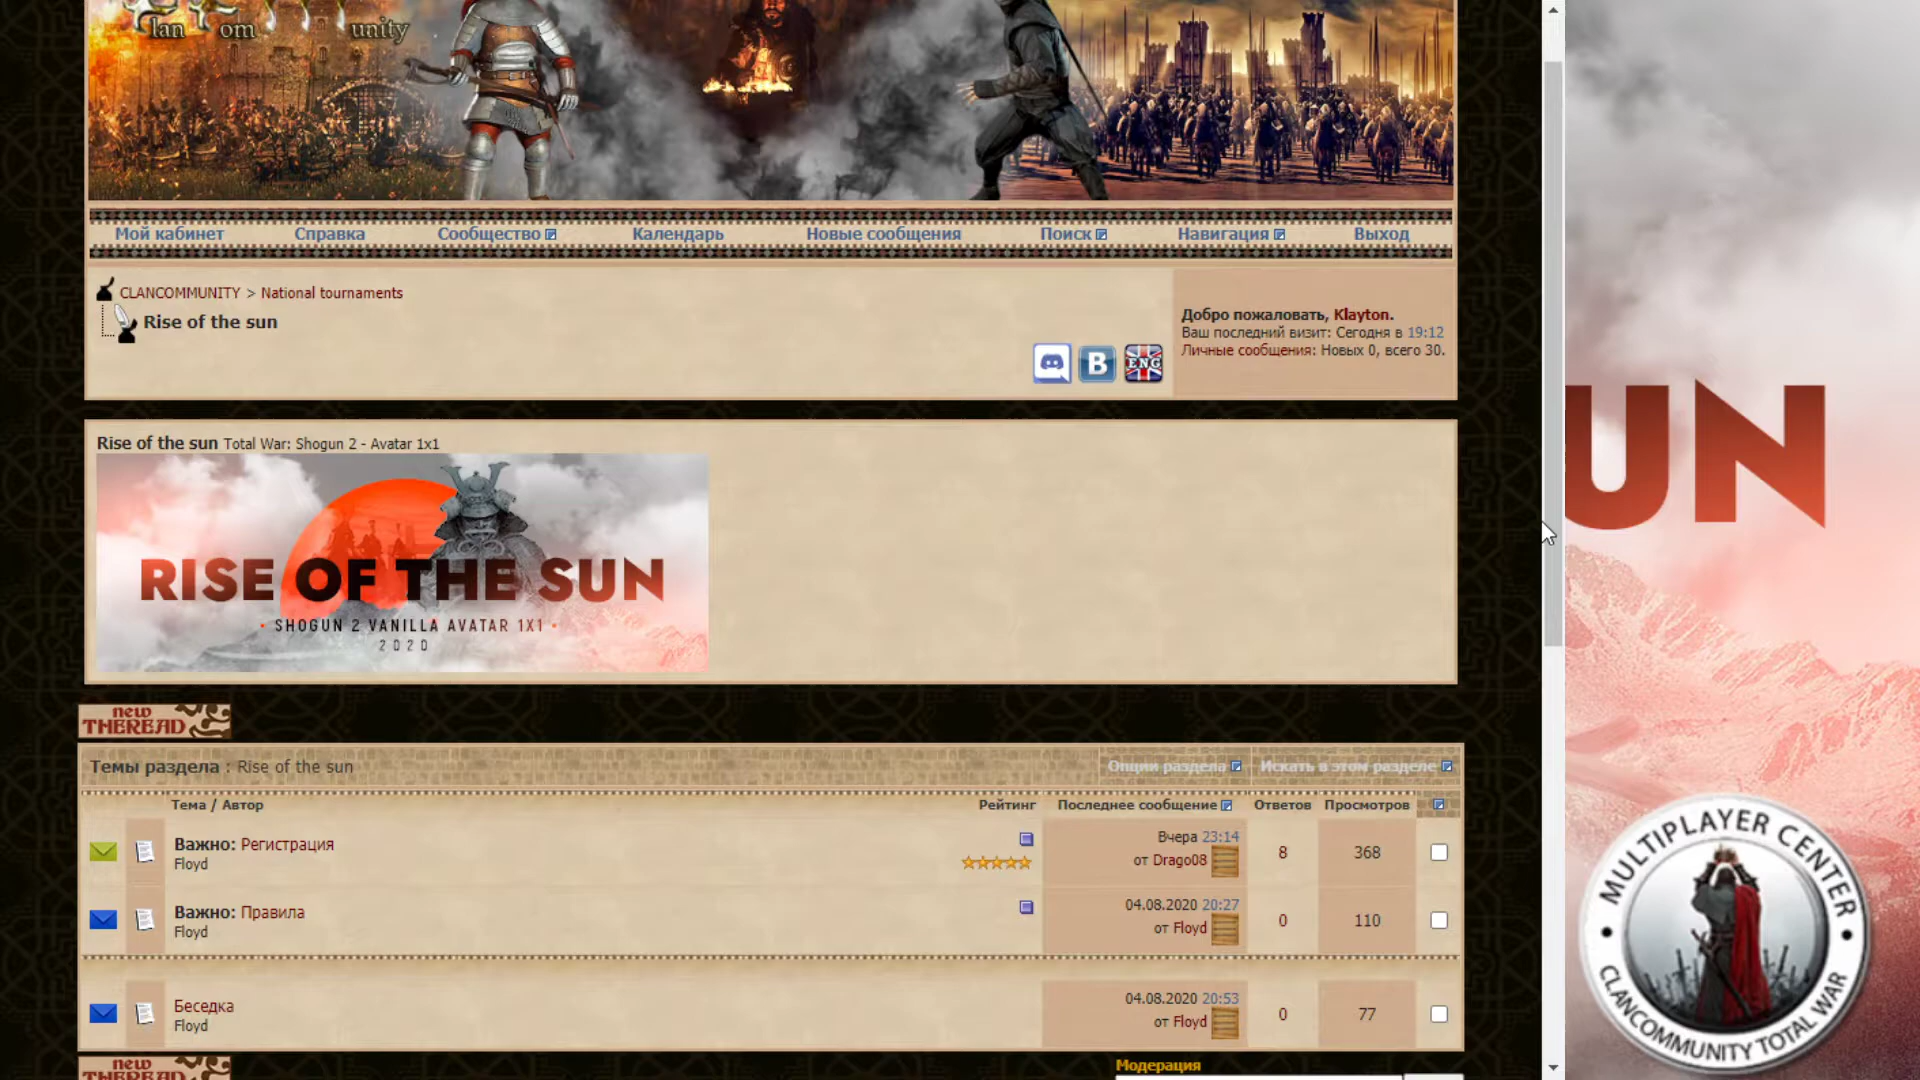 Clan Community
Мой кабинет
Справка
Сообщество
Календарь
Новые сообщения
Поиск
Навигация
Выход
CLANCOMMUNITY > National tournaments
Rise of the sun
B
ENG
Добро пожаловать, Klayton.
Ваш последний визит: Сегодня в 19:12
Личные сообщения: Новых 0, всего 30.
Rise of the sun Total War: Shogun 2 - Avatar 1x1
RISE OF THE SUN
• SHOGUN 2 VANILLA AVATAR 1X1 •
2020
UN
new
THEREAD
Темы раздела : Rise of the sun
Опции раздела
Искать в этом разделе
Тема / Автор
Рейтинг
Последнее сообщение
Ответов
Просмотров
Важно: Регистрация
Floyd
Вчера 23:14
от Drago08
8
368
Важно: Правила
Floyd
04.08.2020 20:27
от Floyd
0
110
Беседка
Floyd
04.08.2020 20:53
от Floyd
0
77
new
THEREAD
Модерация
MULTIPLAYER CENTER
CLANCOMMUNITY TOTAL WAR